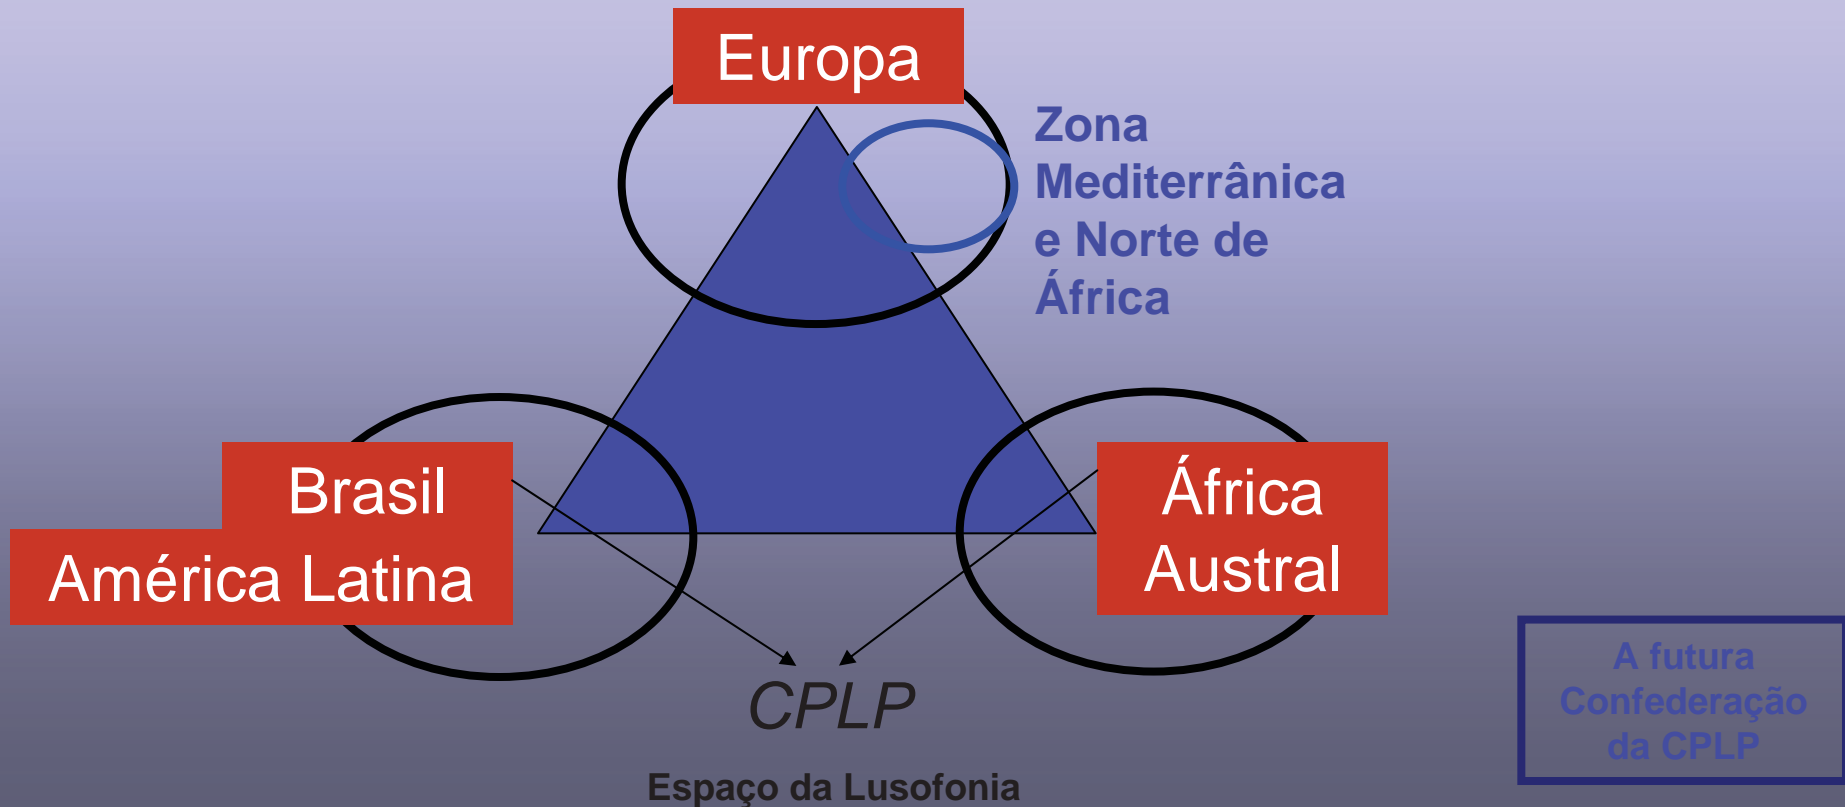 Europa
Zona
Mediterrânica
e Norte de
África
Brasil
América Latina
África
Austral
CPLP
Espaço da Lusofonia
A futura
Confederação
da CPLP